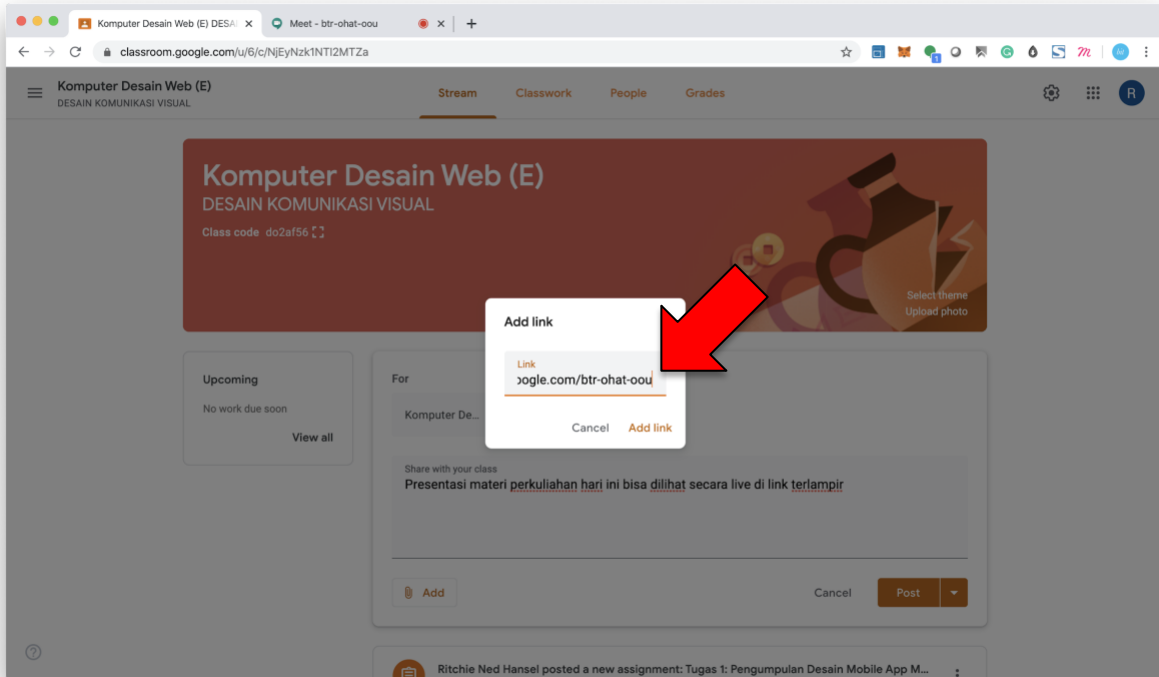 Komputer Desain Web (E) DESA
Meet - btr-ohat-oou
classroom.google.com/u/6/c/NjEyNzk1NTI2MTZa
Komputer Desain Web (E)
DESAIN KOMUNIKASI VISUAL
Stream
Classwork
People
Grades
R
Komputer Desain Web (E)
DESAIN KOMUNIKASI VISUAL
Class code do2af56
Select theme
Upload photo
Add link
Link
oogle.com/btr-ohat-oou
Cancel
Add link
Upcoming
No work due soon
View all
For
Komputer De...
Share with your class
Presentasi materi perkuliahan hari ini bisa dilihat secara live di link terlampir
Add
Cancel
Post
Ritchie Ned Hansel posted a new assignment: Tugas 1: Pengumpulan Desain Mobile App M...